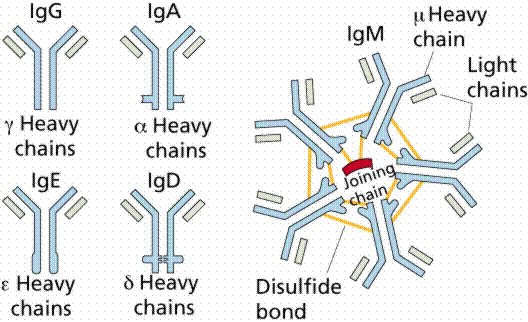 IgG
γ Heavy
chains
IgA
α Heavy
chains
IgE
ε Heavy
chains
IgD
δ Heavy
chains
IgM
μ Heavy
chain
Light
chains
Joining
chain
Disulfide
bond